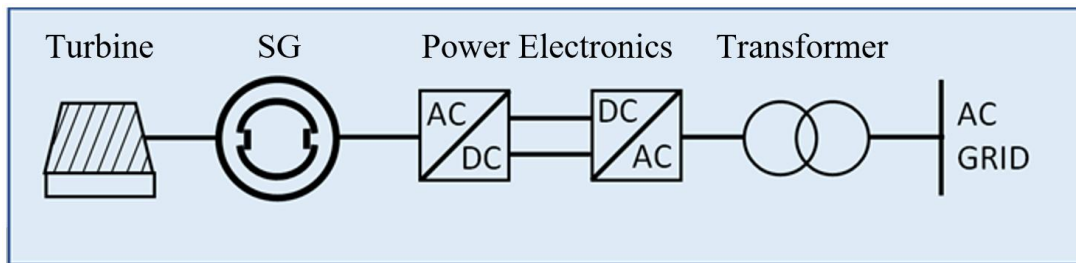 Turbine SG Power Electronics Transformer
AC DC DC AC AC GRID